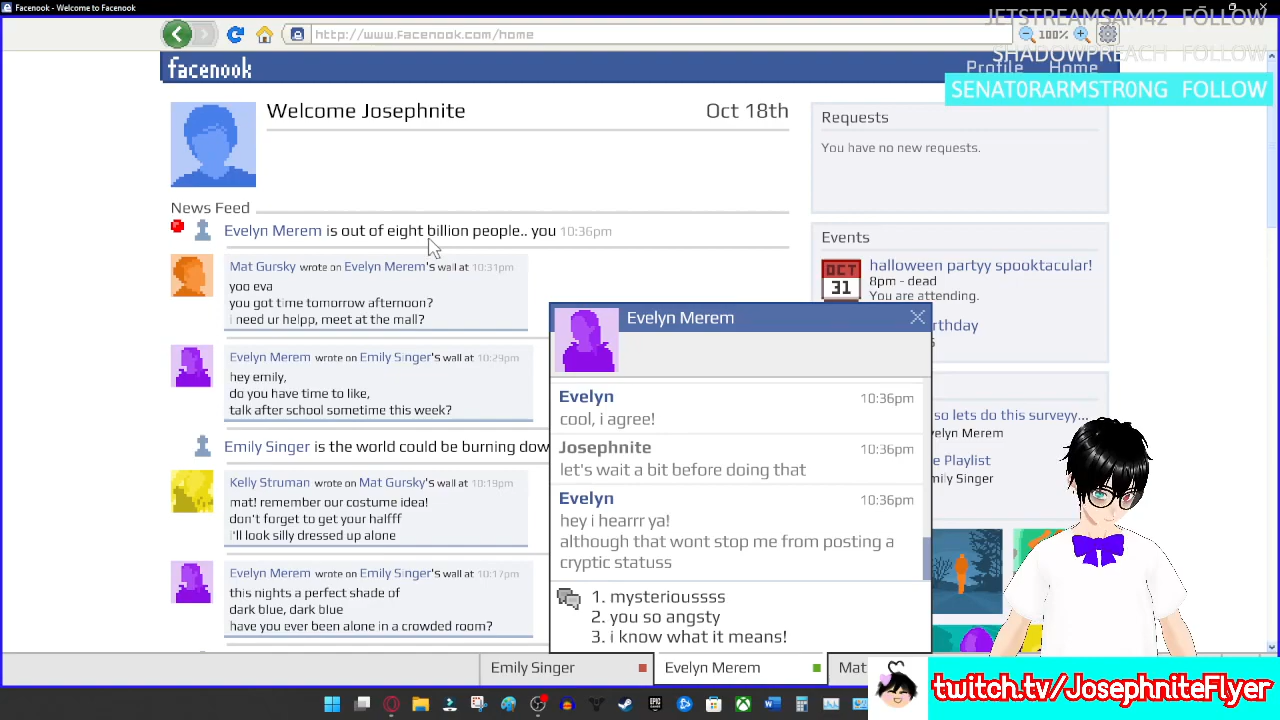 Facenook - Welcome to Facenook
JETSTREAMSAM42 FOLLOW
http://www.facenook.com/home
100%
SHADOWPREACH FOLLOW
facenook
Profile Home
SENAT0RARMSTR0NG FOLLOW
Welcome Josephnite
Oct 18th
Requests
You have no new requests.
News Feed
Evelyn Merem is out of eight billion people.. you 10:36pm
Mat Gursky wrote on Evelyn Merem's wall at 10:31pm
yoo eva
you got time tomorrow afternoon?
i need ur helpp, meet at the mall?
Evelyn Merem wrote on Emily Singer's wall at 10:29pm
hey emily,
do you have time to like,
talk after school sometime this week?
Emily Singer is the world could be burning dow
Kelly Struman wrote on Mat Gursky's wall at 10:19pm
mat! remember our costume idea!
don't forget to get your halfff
i'll look silly dressed up alone
Evelyn Merem wrote on Emily Singer's wall at 10:17pm
this nights a perfect shade of
dark blue, dark blue
have you ever been alone in a crowded room?
Events
OCT
31
halloween partyy spooktacular!
8pm - dead
You are attending.
rthday
so lets do this surveyy...
velyn Merem
e Playlist
mily Singer
Evelyn Merem
Evelyn 10:36pm
cool, i agree!
Josephnite 10:36pm
let's wait a bit before doing that
Evelyn 10:36pm
hey i hearrr ya!
although that wont stop me from posting a
cryptic statuss
1. mysterioussss
2. you so angsty
3. i know what it means!
Emily Singer
Evelyn Merem
Mat
twitch.tv/JosephniteFlyer